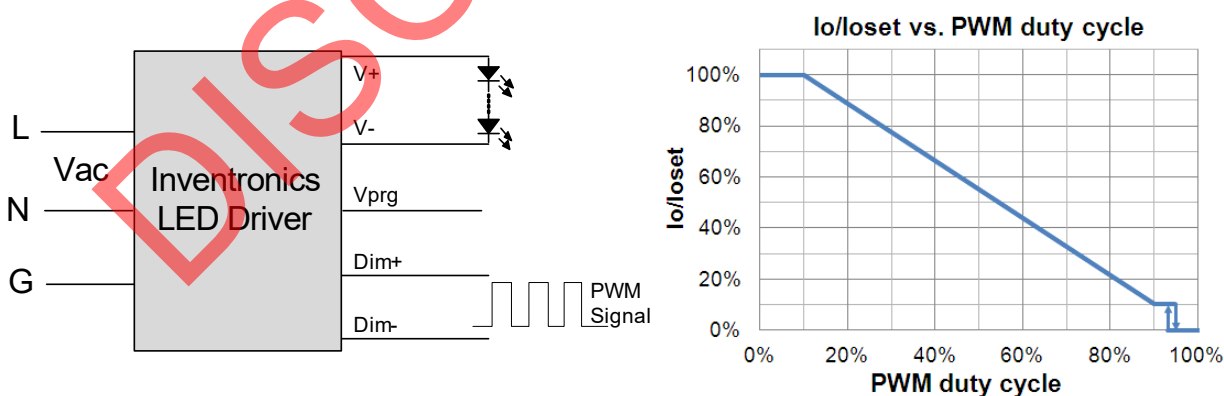 DISC
L
Vac
N
G
Inventronics
LED Driver
V+
V-
Vprg
Dim+
Dim-
PWM
Signal
Io/Ioset vs. PWM duty cycle
Io/Ioset
100%
80%
60%
40%
20%
0%
0% 20% 40% 60% 80% 100%
PWM duty cycle